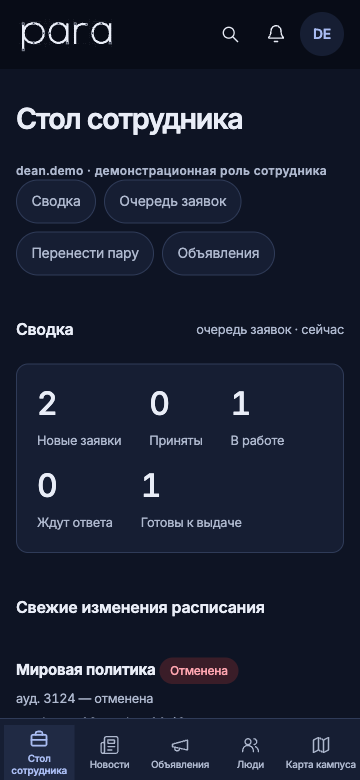 para
DE
Стол сотрудника
dean.demo · демонстрационная роль сотрудника
Сводка
Очередь заявок
Перенести пару
Объявления
Сводка
очередь заявок · сейчас
2
0
1
Новые заявки
Приняты
В работе
0
1
Ждут ответа
Готовы к выдаче
Свежие изменения расписания
Мировая политика
Отменена
ауд. 3124 — отменена
Стол
сотрудника
Новости
Объявления
Люди
Карта кампуса